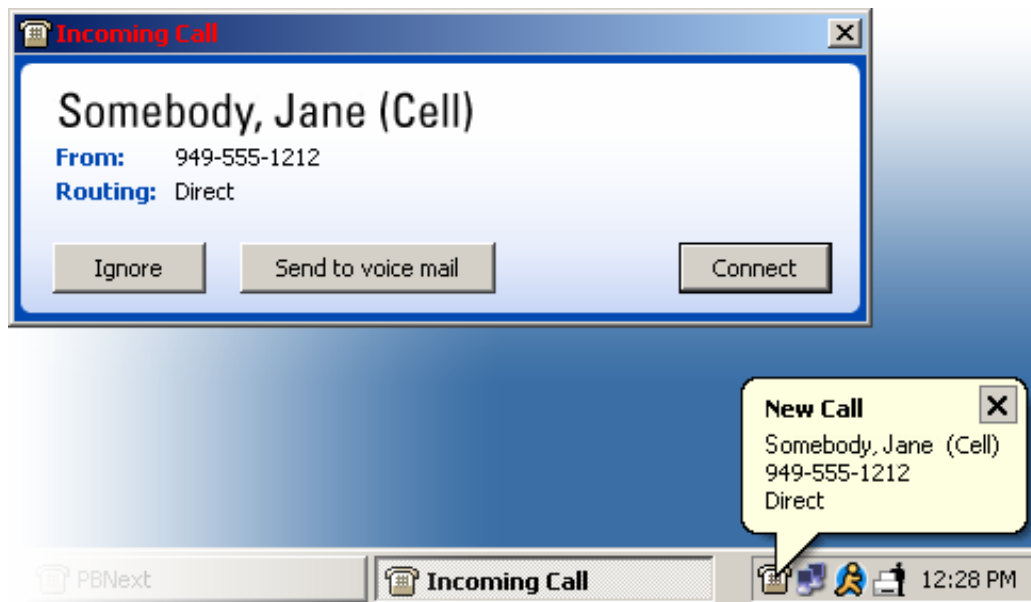 Incoming Call
Somebody, Jane (Cell)
From: 949-555-1212
Routing: Direct
Ignore Send to voice mail Connect
New Call
Somebody, Jane (Cell)
949-555-1212
Direct
PBNext Incoming Call 12:28 PM